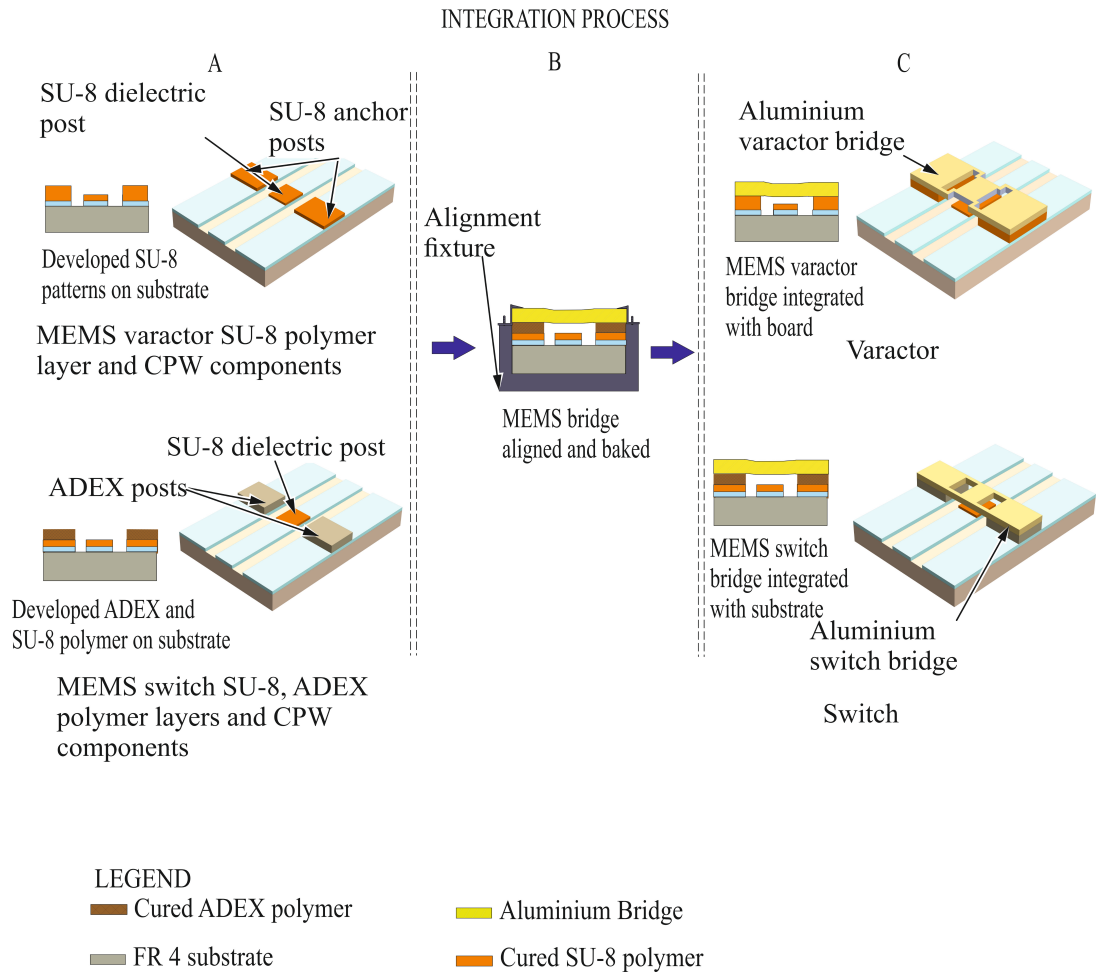 INTEGRATION PROCESS
A
SU-8 dielectric
post
SU-8 anchor
posts
Developed SU-8
patterns on substrate
MEMS varactor SU-8 polymer
layer and CPW components
SU-8 dielectric post
ADEX posts
Developed ADEX and
SU-8 polymer on substrate
MEMS switch SU-8, ADEX
polymer layers and CPW
components
B
Alignment
fixture
MEMS bridge
aligned and baked
C
Aluminium
varactor bridge
MEMS varactor
bridge integrated
with board
Varactor
MEMS switch
bridge integrated
with substrate
Aluminium
switch bridge
Switch
LEGEND
Cured ADEX polymer
Aluminium Bridge
FR 4 substrate
Cured SU-8 polymer